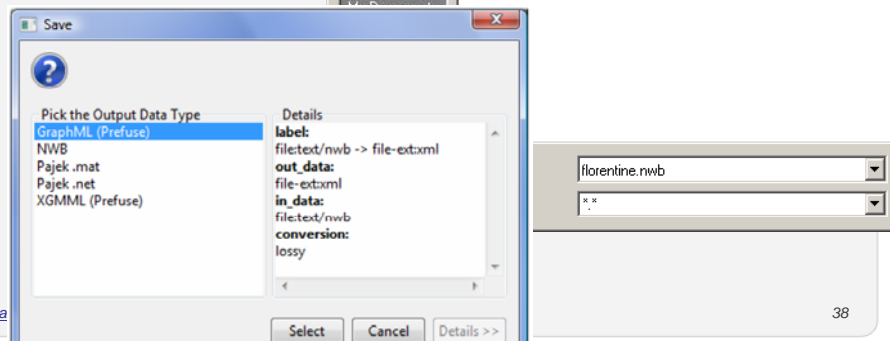 Save
Pick the Output Data Type
GraphML (Prefuse)
NWB
Pajek .mat
Pajek .net
XGMML (Prefuse)
Details
label:
file:text/nwb -> file-ext:xml
out_data:
file-ext:xml
in_data:
file:text/nwb
conversion:
lossy
Select Cancel Details >>
florentine.nwb
*.*
38